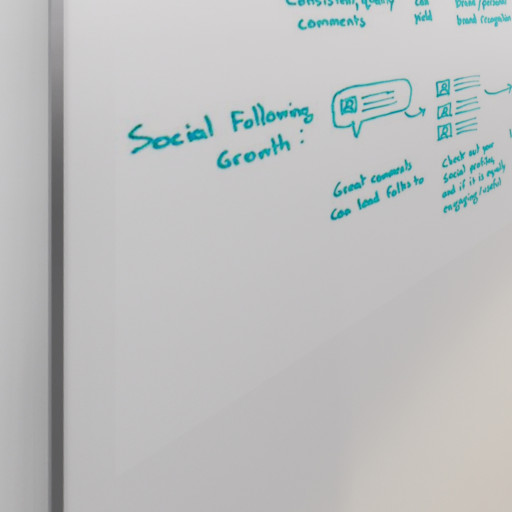 Consistent, quality
comments
can
yield
brand/personal
brand recognition
Social Following
Growth:
Great comments
can lead folks to
Check out your
social profiles,
and if it is equally
engaging/useful